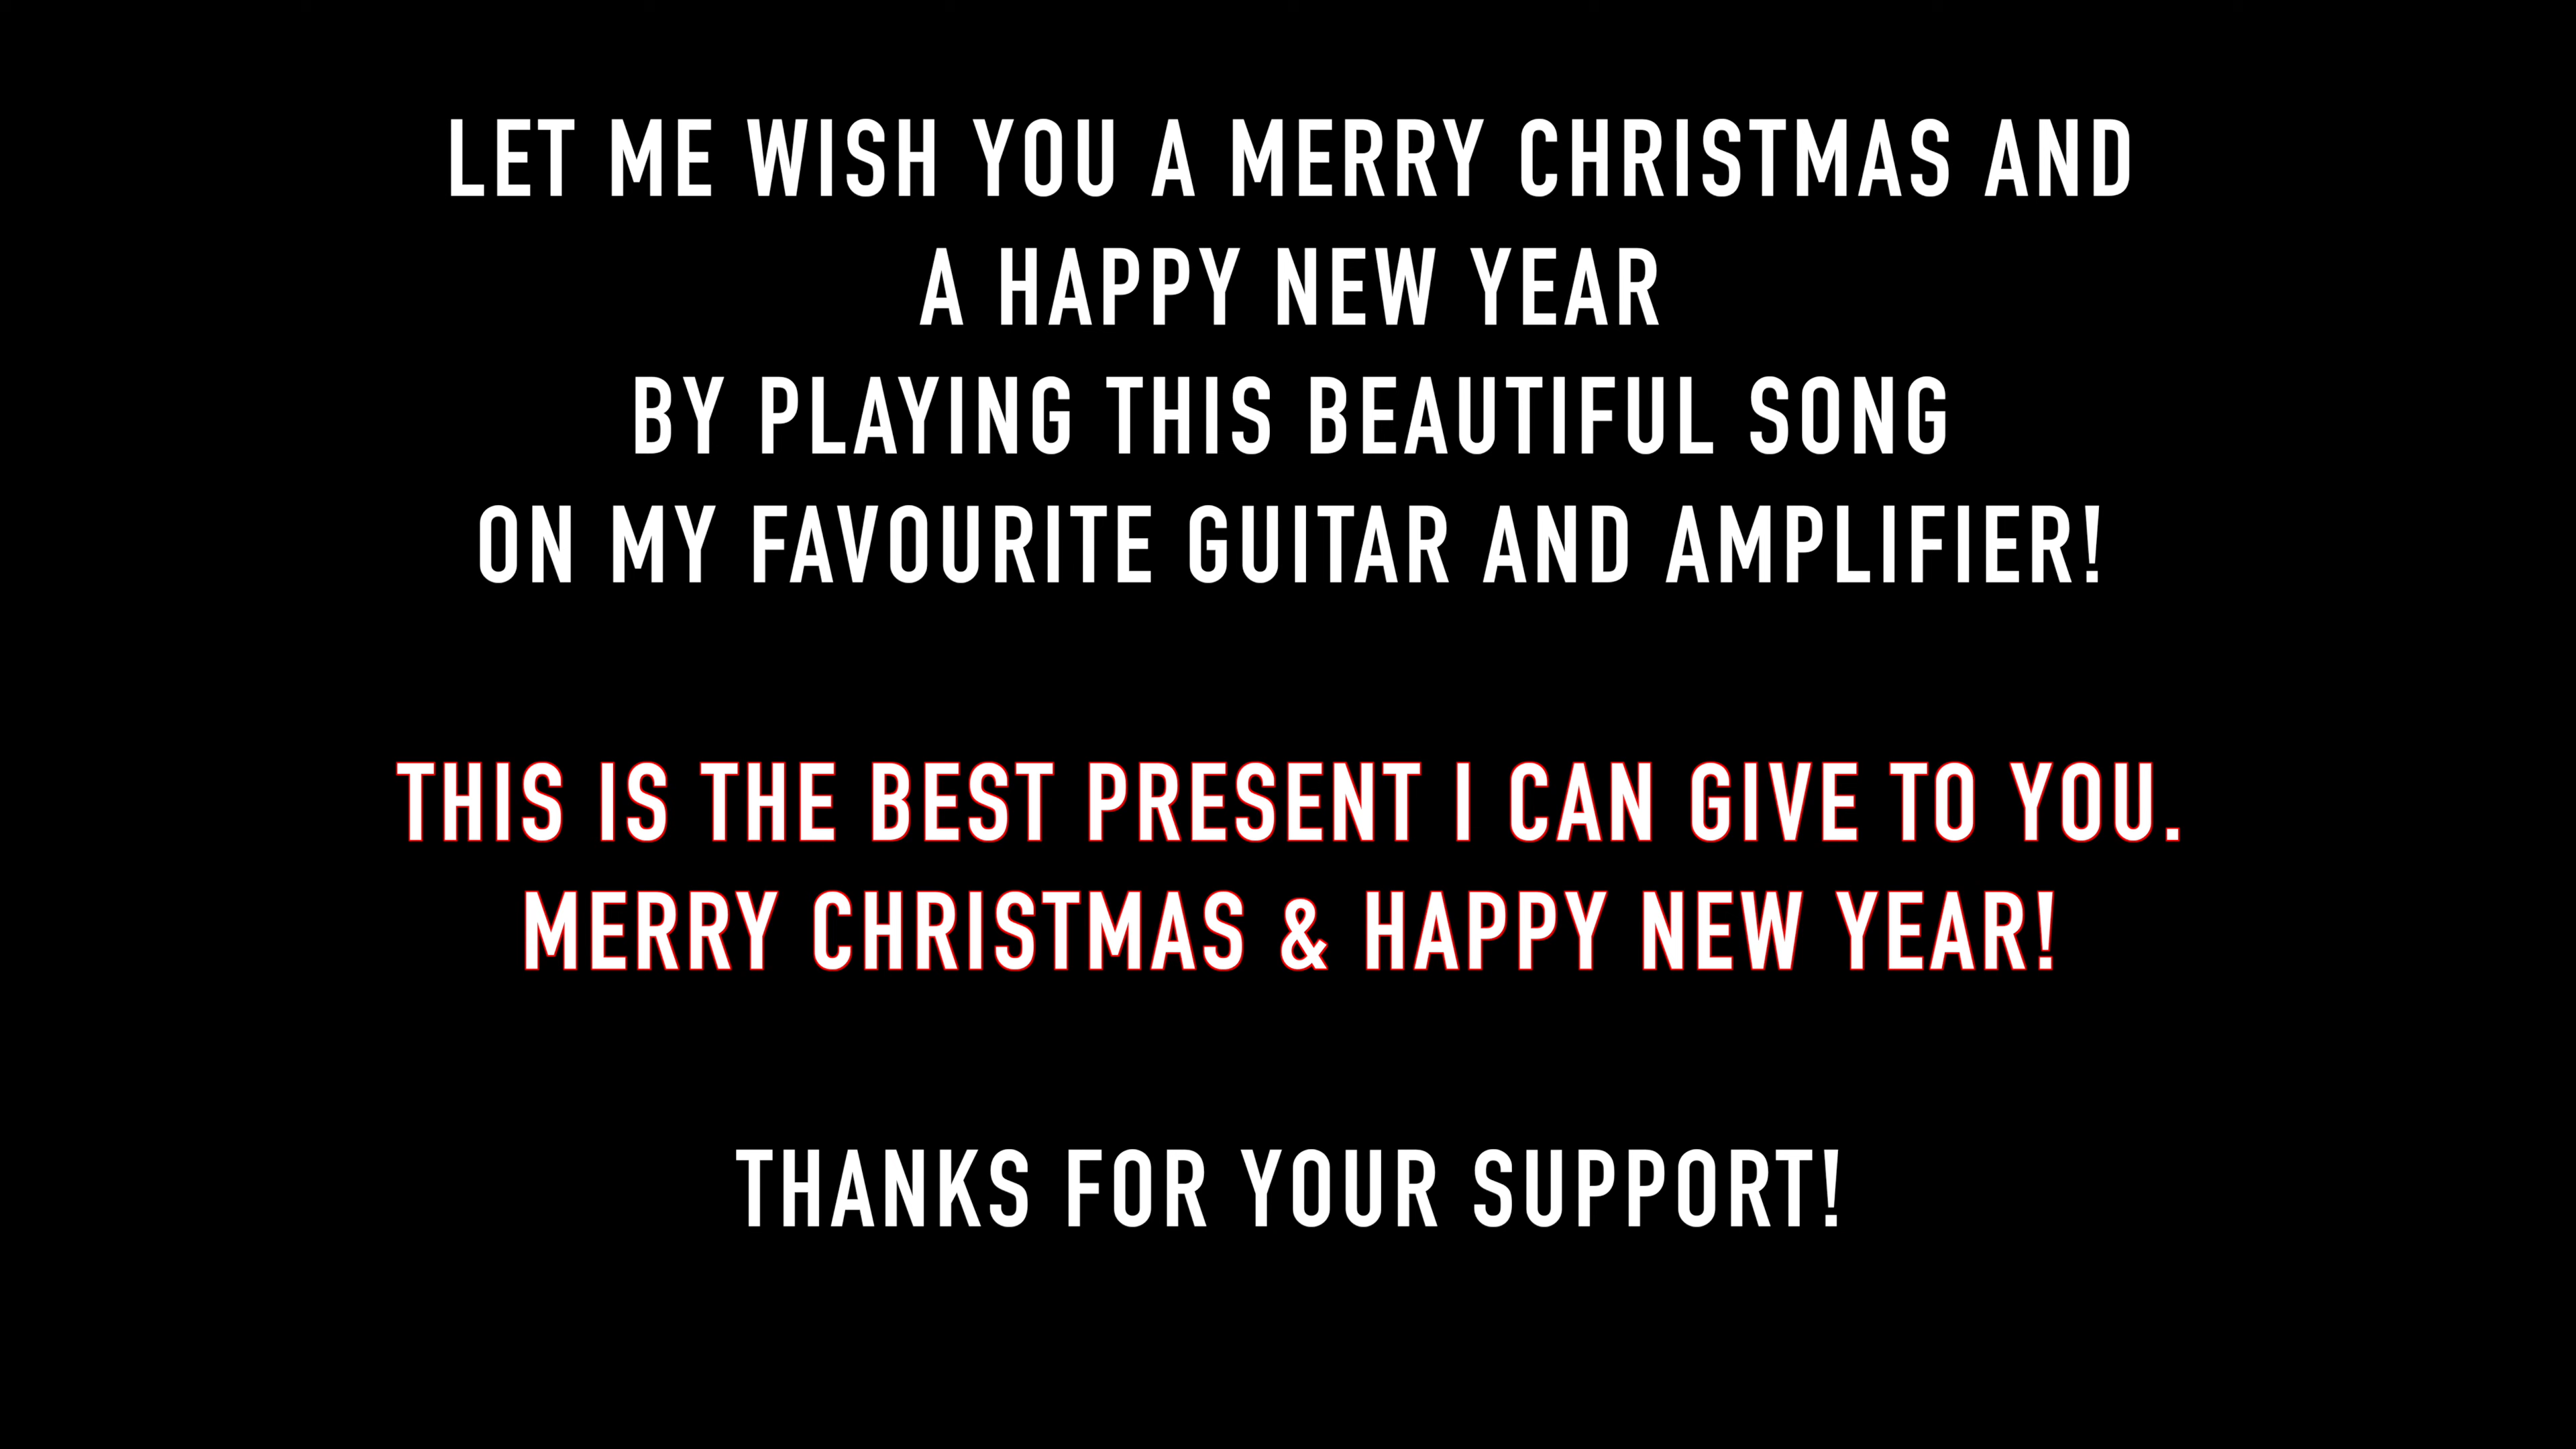 LET ME WISH YOU A MERRY CHRISTMAS AND
A HAPPY NEW YEAR
BY PLAYING THIS BEAUTIFUL SONG
ON MY FAVOURITE GUITAR AND AMPLIFIER!
THIS IS THE BEST PRESENT I CAN GIVE TO YOU.
MERRY CHRISTMAS & HAPPY NEW YEAR!
THANKS FOR YOUR SUPPORT!